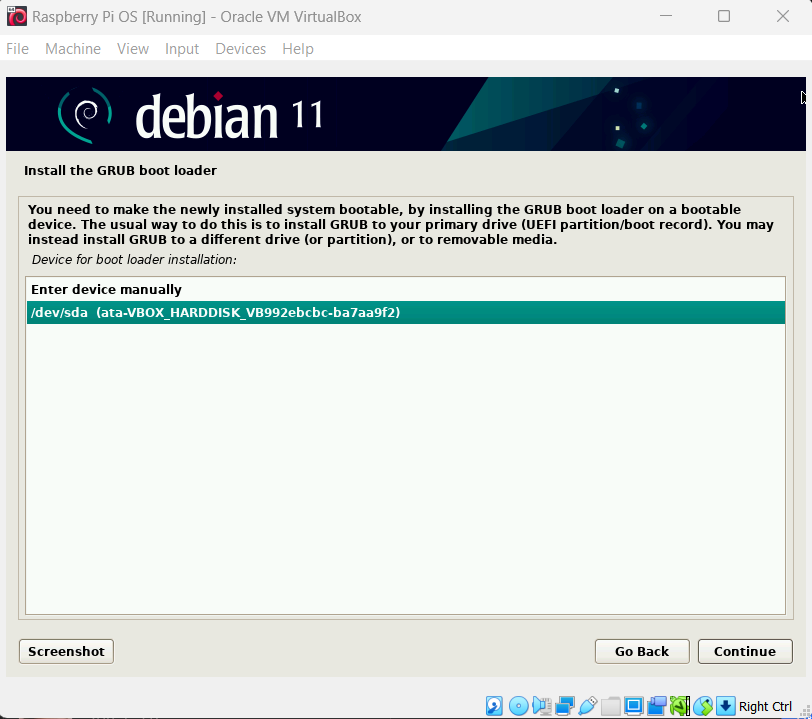 Raspberry Pi OS [Running] - Oracle VM VirtualBox
File Machine View Input Devices Help
debian 11
Install the GRUB boot loader
You need to make the newly installed system bootable, by installing the GRUB boot loader on a bootable
device. The usual way to do this is to install GRUB to your primary drive (UEFI partition/boot record). You may
instead install GRUB to a different drive (or partition), or to removable media.
Device for boot loader installation:
Enter device manually
/dev/sda (ata-VBOX_HARDDISK_VB992ebcbc-ba7aa9f2)
Screenshot Go Back Continue
Right Ctrl